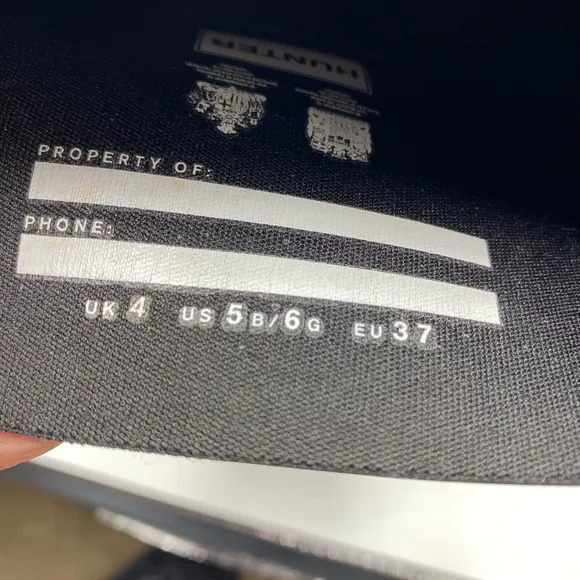 HUNTER
PROPERTY OF:
PHONE:
UK 4 US 5B/6G EU 37